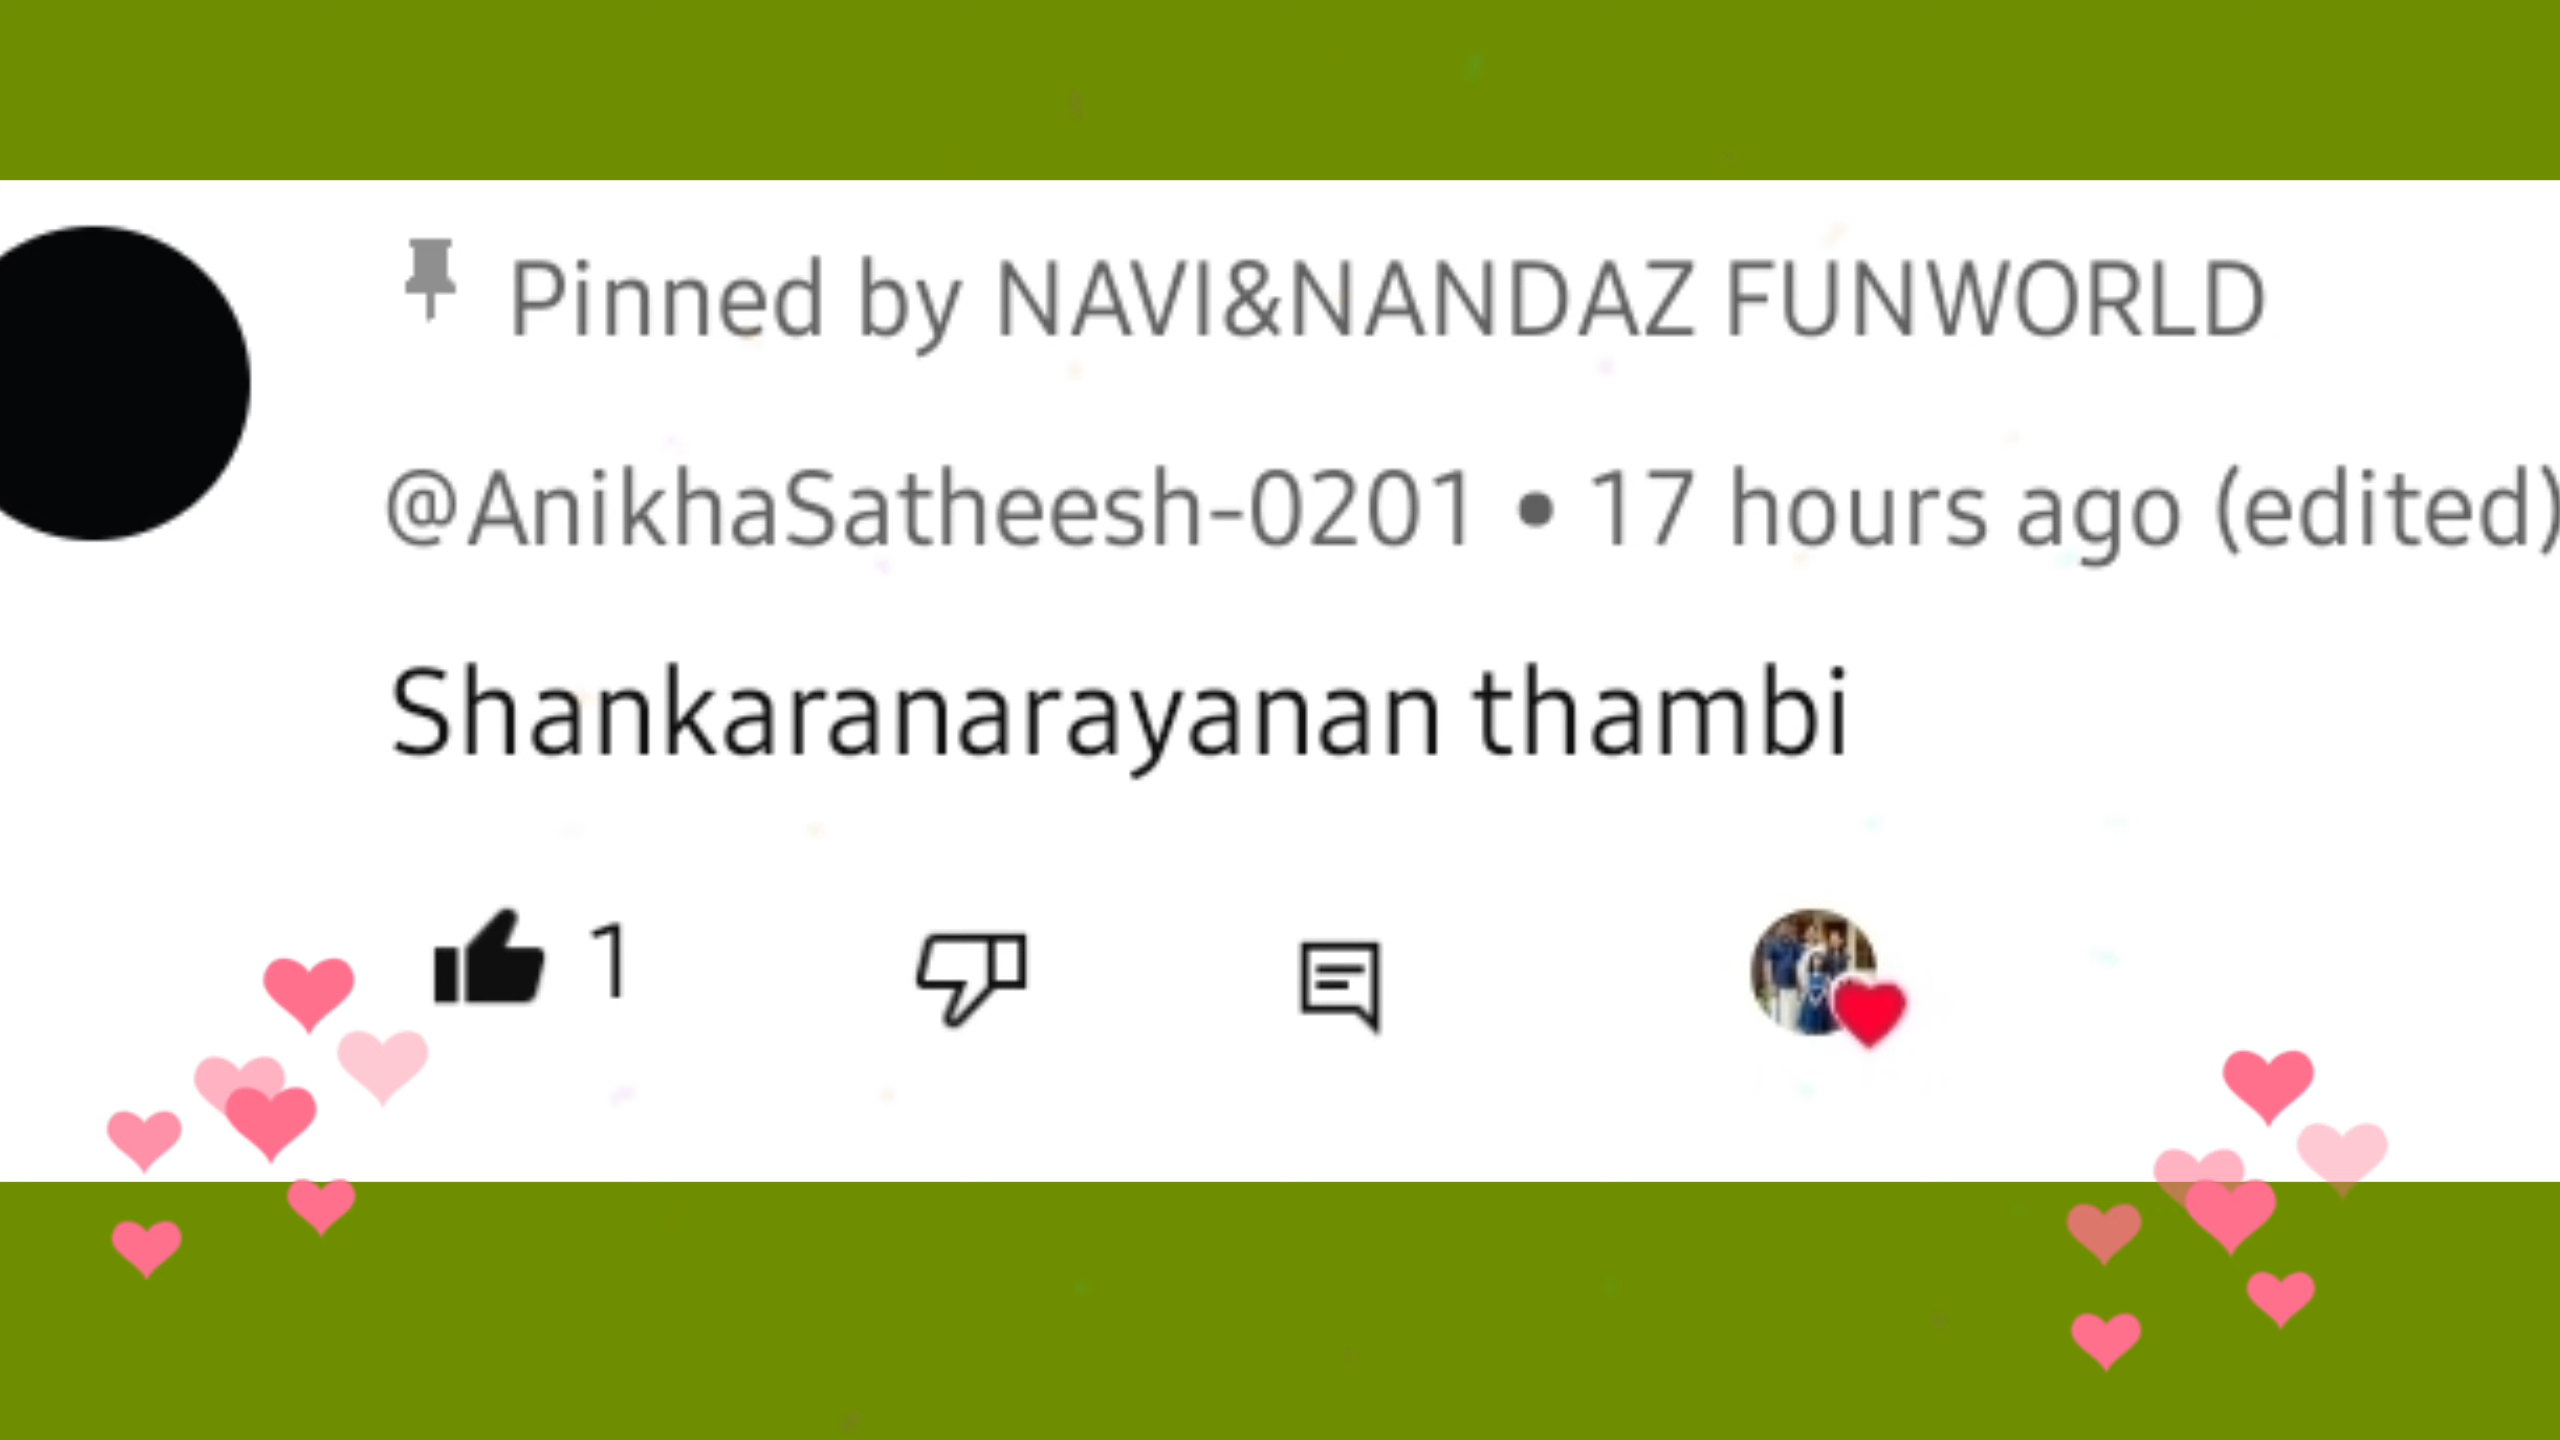 Pinned by NAVI&NANDAZ FUNWORLD
@AnikhaSatheesh-0201 • 17 hours ago (edited)
Shankaranarayanan thambi
1